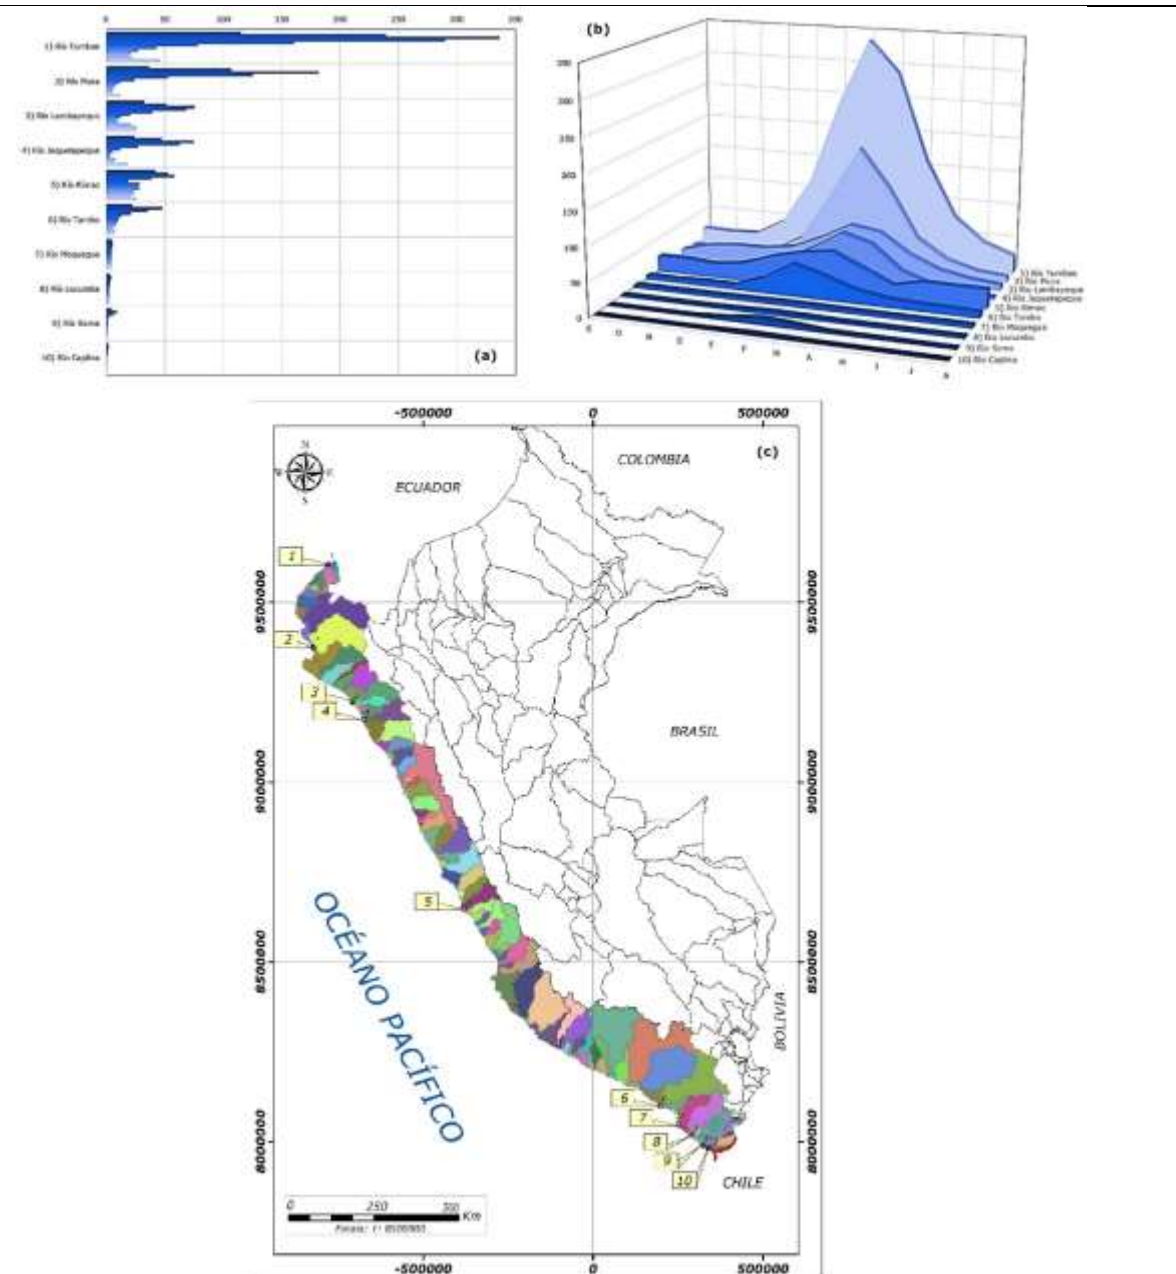 0 50 100 150 200 250 300 350
1) Río Tumbes
2) Río Piura
3) Río Lambayeque
4) Río Jequetepeque
5) Río Rímac
6) Río Tambo
7) Río Moquegua
8) Río Locumba
9) Río Sama
10) Río Caplina
(a)
(b)
350
300
250
200
150
100
50
0
S O N D E F M A M J J A
1) Río Tumbes
2) Río Piura
3) Río Lambayeque
4) Río Jequetepeque
5) Río Rímac
6) Río Tambo
7) Río Moquegua
8) Río Locumba
9) Río Sama
10) Río Caplina
-500000 0 500000
(c)
N
S
COLOMBIA
ECUADOR
1
9500000 9500000
2
3
4
BRASIL
9000000 9000000
5
OCÉANO PACÍFICO
8500000 8500000
BOLIVIA
6
7
8
9
10
8000000 8000000
CHILE
0 250 500
Km
-500000 0 500000